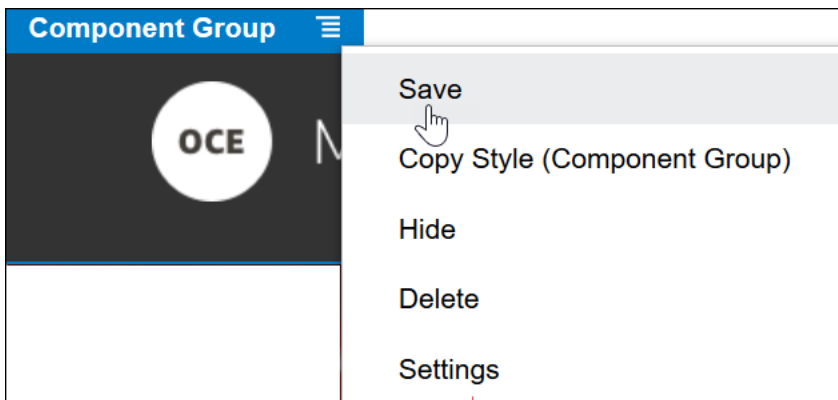 Component Group
Save
OCE M
Copy Style (Component Group)
Hide
Delete
Settings